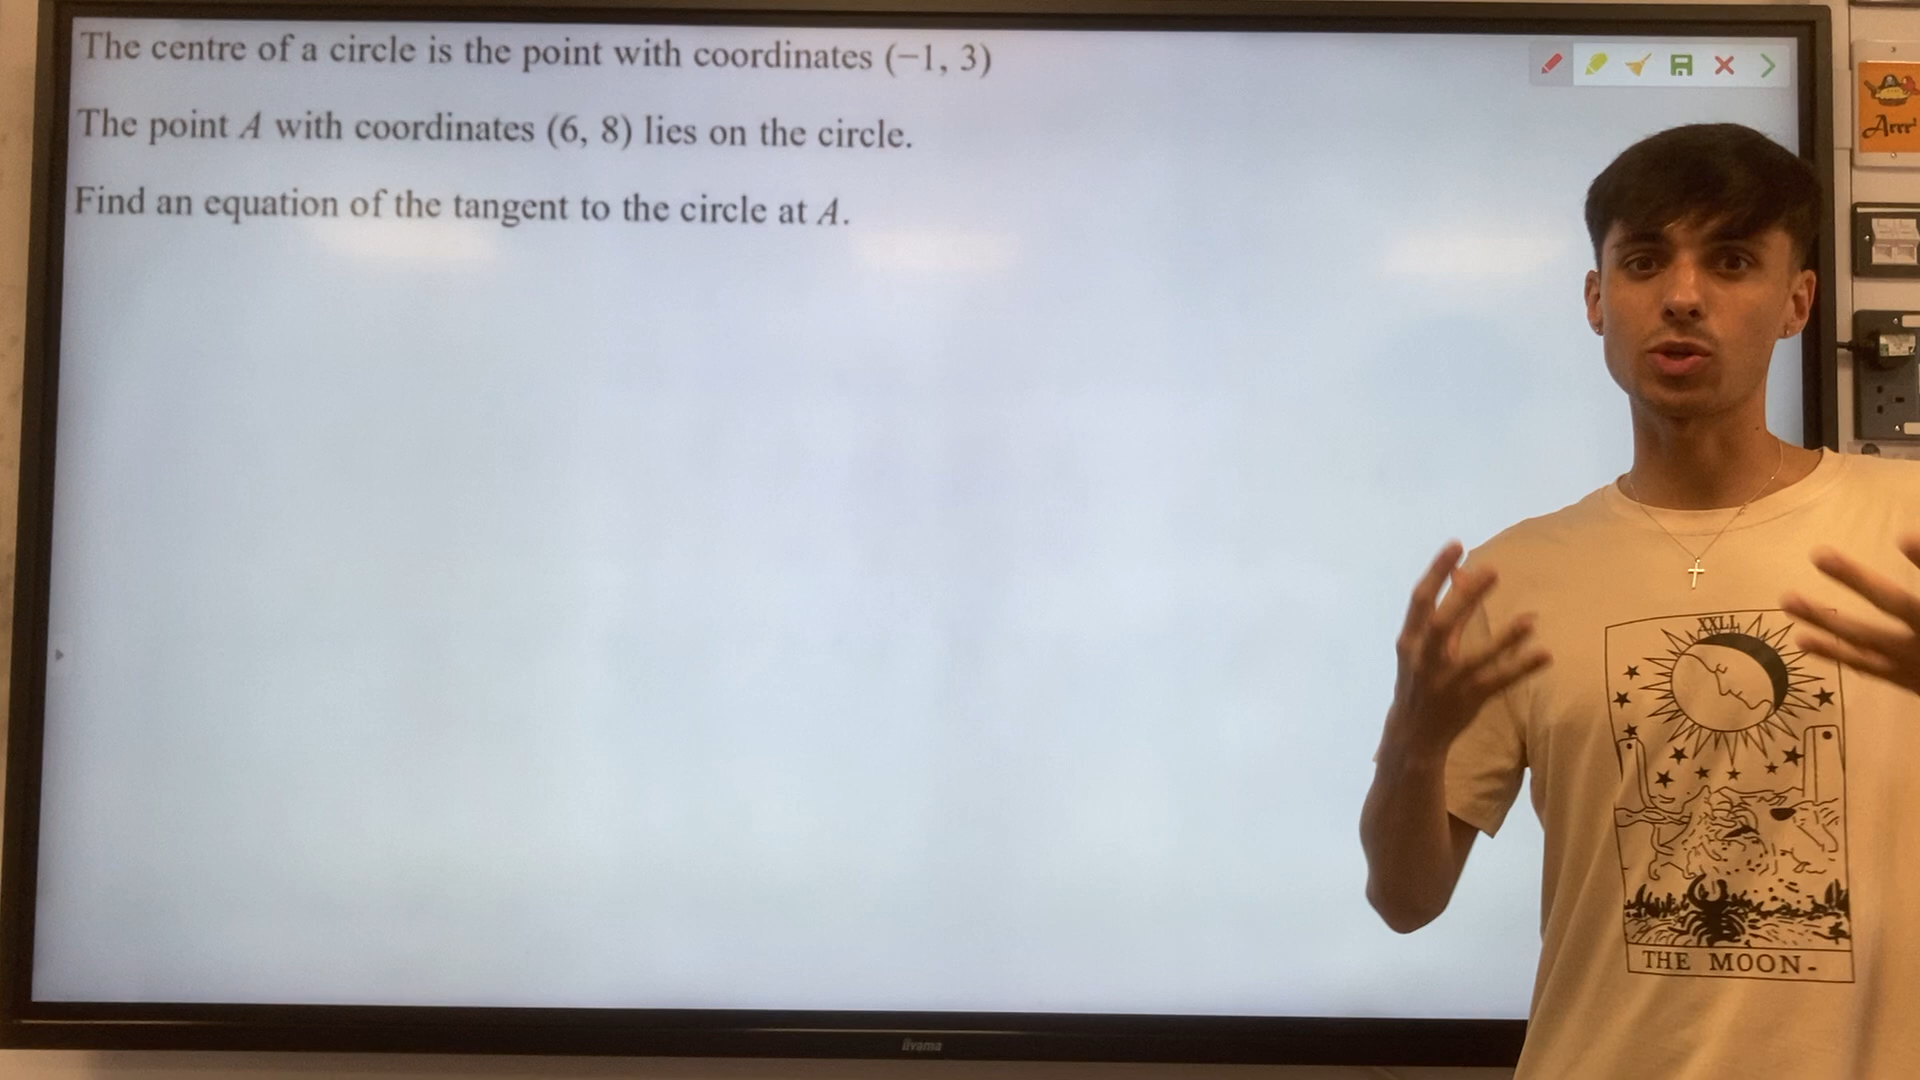 The centre of a circle is the point with coordinates (−1, 3)
The point A with coordinates (6, 8) lies on the circle.
Find an equation of the tangent to the circle at A.
Arrr!
XXLL
THE MOON-
iiyama